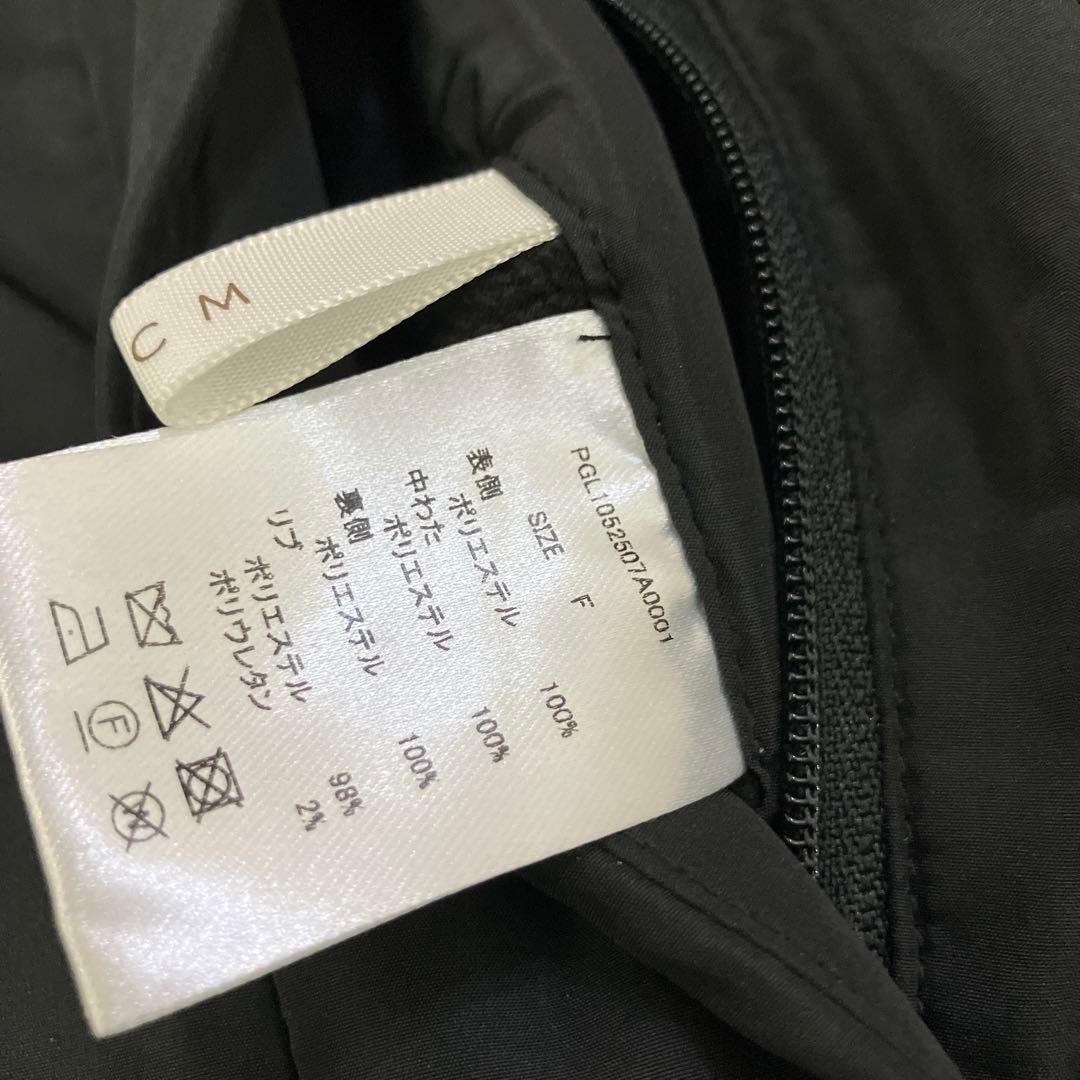 M
C
PGL1052507A0001
SIZE F
表側
ポリエステル 100%
中わた
ポリエステル 100%
裏側
ポリエステル 100%
リブ
ポリエステル 98%
ポリウレタン 2%
F
W